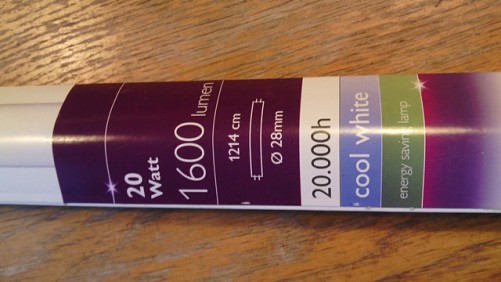 20
Watt
1600 lumen
1214 cm
Ø 28mm
20.000h
cool white
energy saving lamp